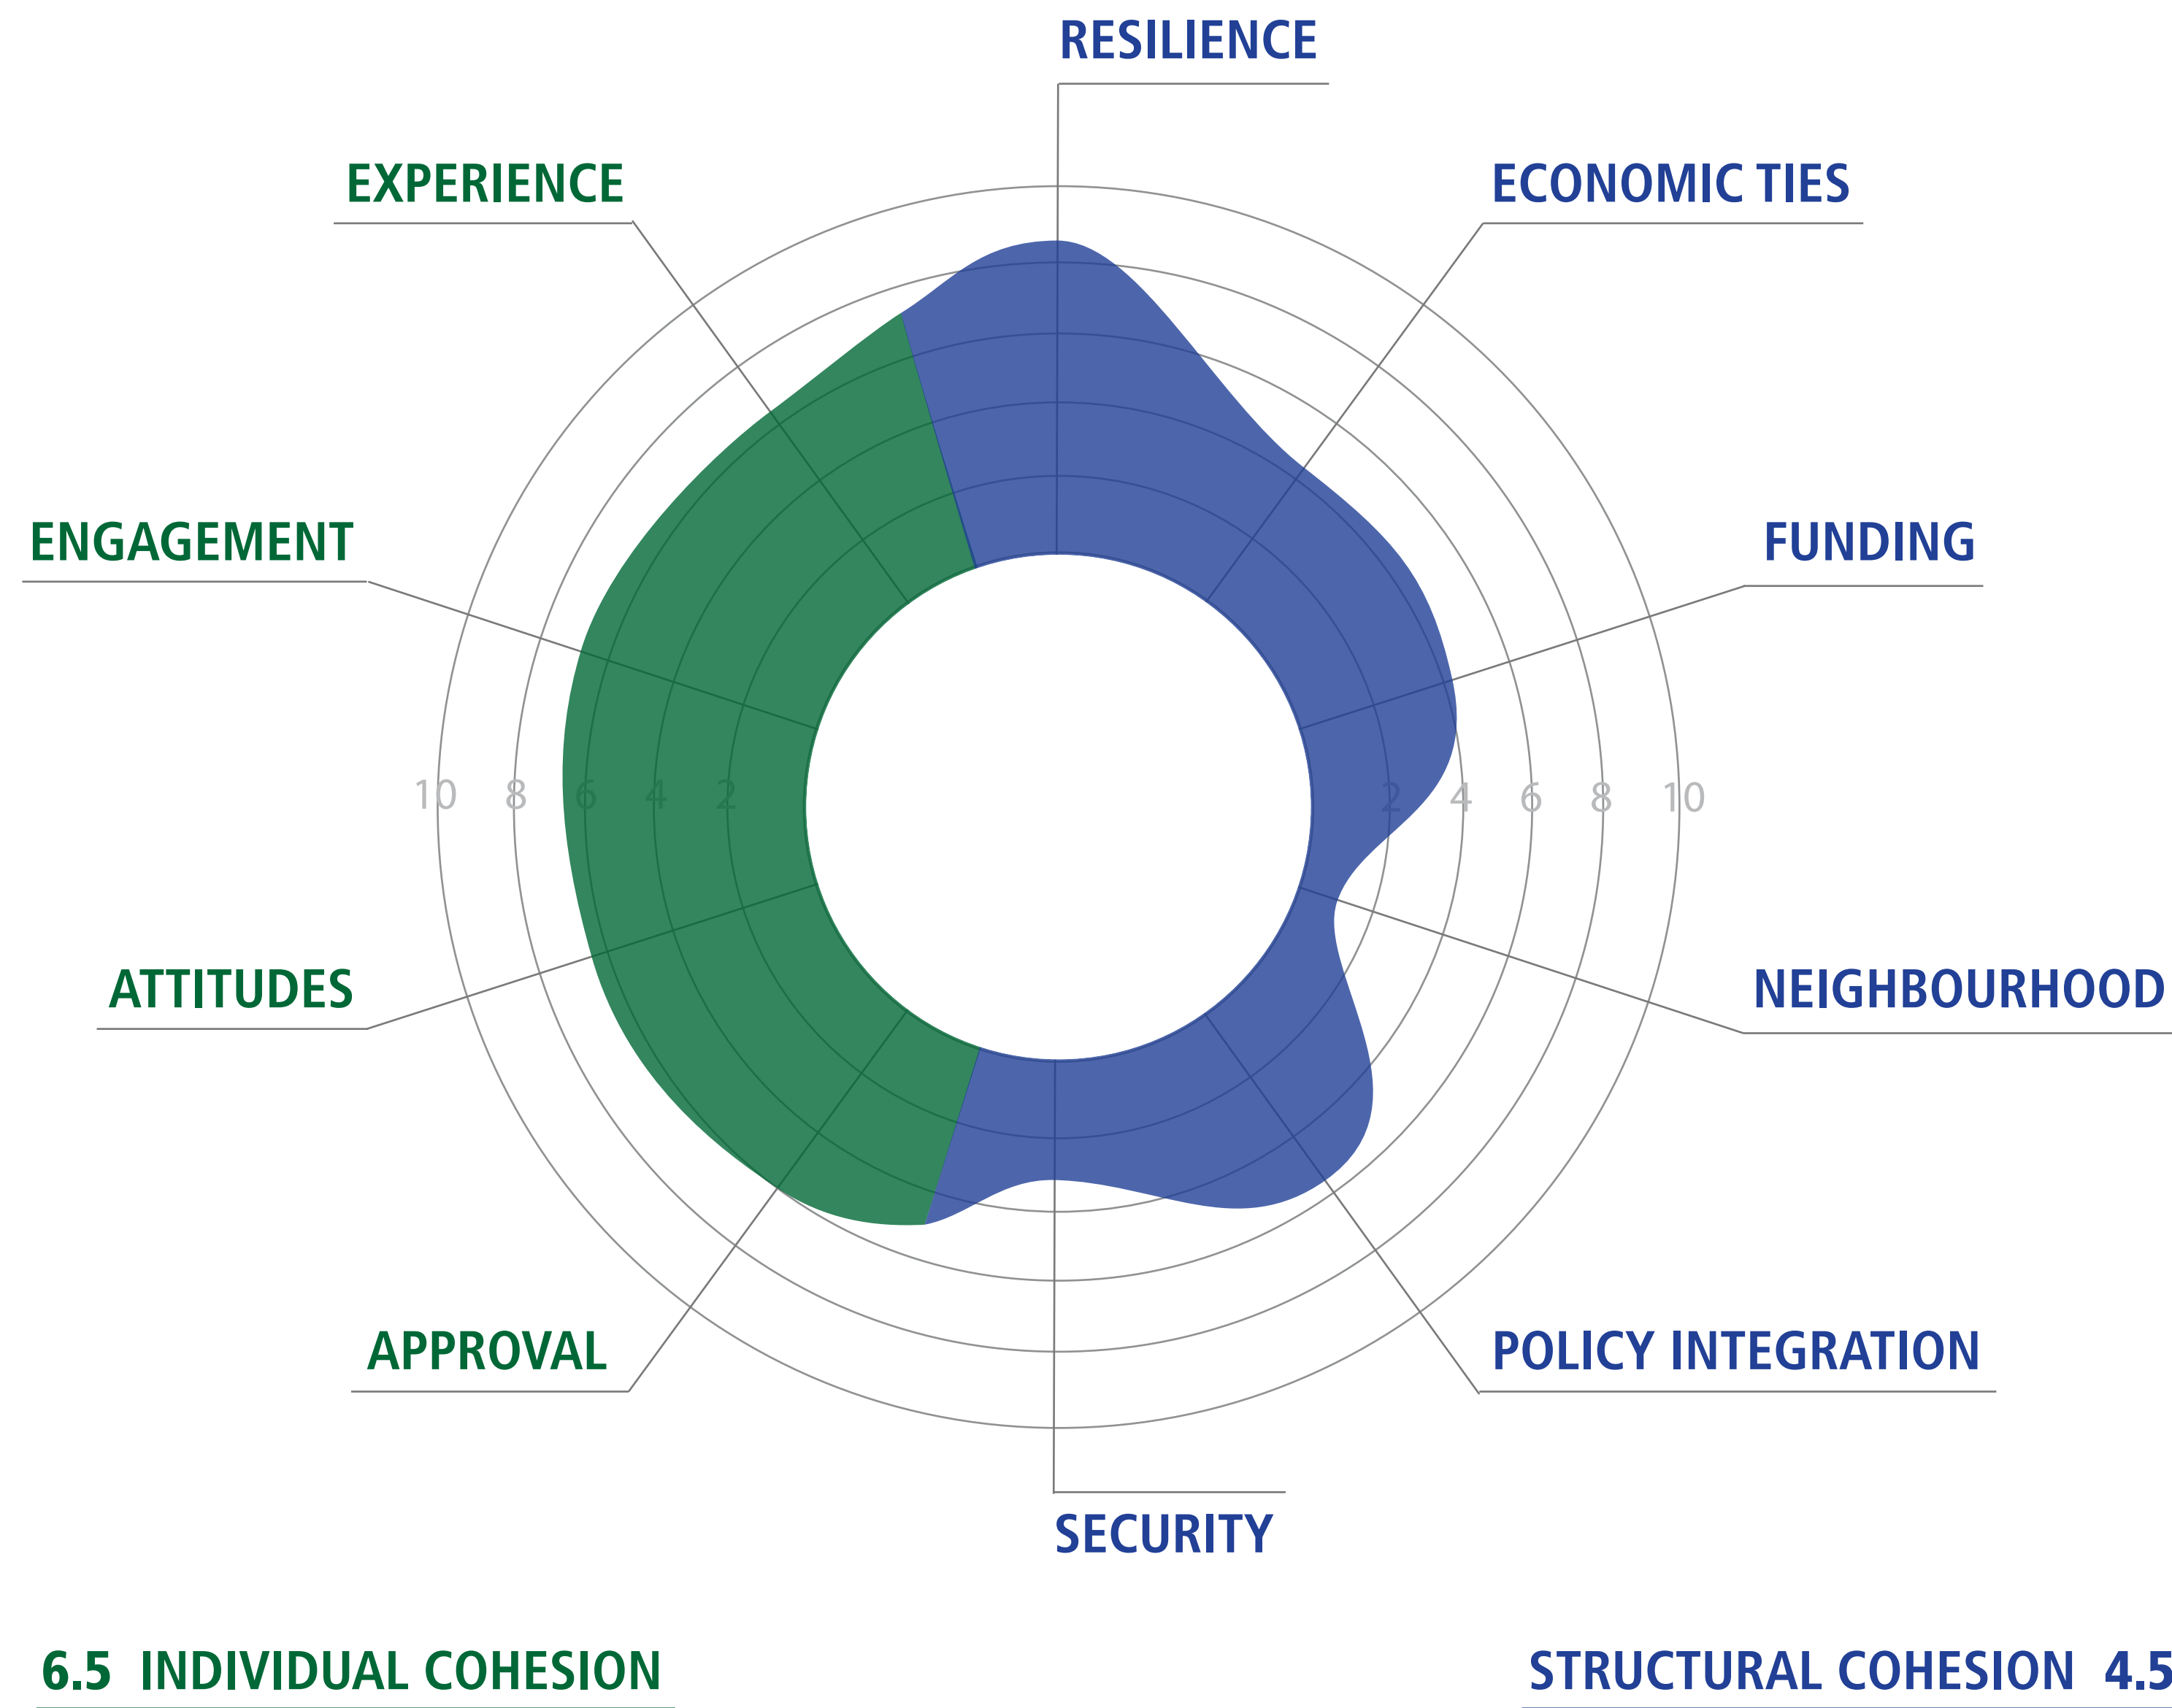 RESILIENCE
EXPERIENCE
ECONOMIC TIES
ENGAGEMENT
FUNDING
10 8 6 4 2 2 4 6 8 10
ATTITUDES
NEIGHBOURHOOD
APPROVAL
POLICY INTEGRATION
SECURITY
6.5 INDIVIDUAL COHESION
STRUCTURAL COHESION 4.5